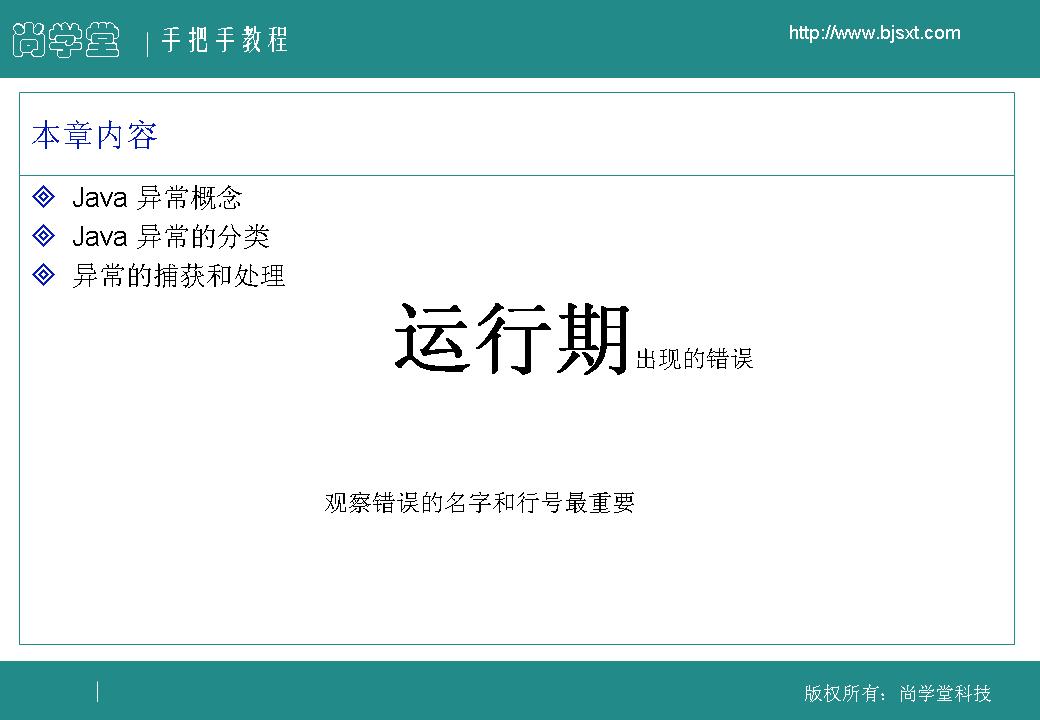 尚学堂 | 手把手教程
http://www.bjsxt.com
本章内容
Java 异常概念
Java 异常的分类
异常的捕获和处理
运行期出现的错误
观察错误的名字和行号最重要
版权所有：尚学堂科技